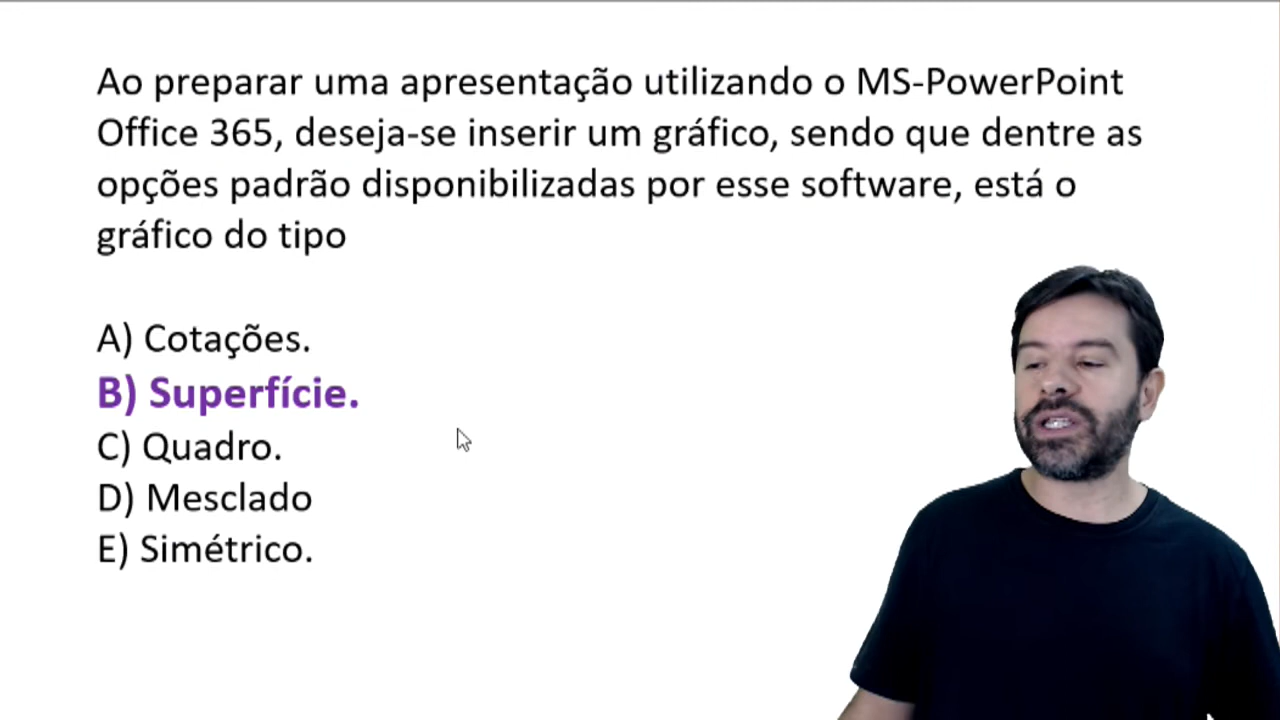 Ao preparar uma apresentação utilizando o MS-PowerPoint
Office 365, deseja-se inserir um gráfico, sendo que dentre as
opções padrão disponibilizadas por esse software, está o
gráfico do tipo
A) Cotações.
B) Superfície.
C) Quadro.
D) Mesclado
E) Simétrico.